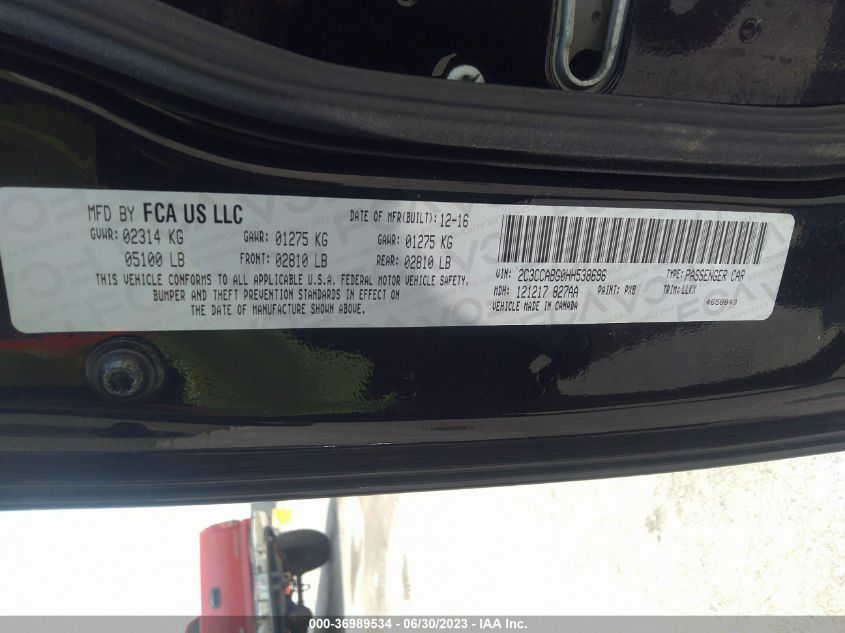 MFD BY FCA US LLC
DATE OF MFR(BUILT): 12-16
GVWR: 02314 KG GAWR: 01275 KG GAWR: 01275 KG
05100 LB FRONT: 02810 LB REAR: 02810 LB
THIS VEHICLE CONFORMS TO ALL APPLICABLE U.S.A. FEDERAL MOTOR VEHICLE SAFETY,
BUMPER AND THEFT PREVENTION STANDARDS IN EFFECT ON
THE DATE OF MANUFACTURE SHOWN ABOVE.
VIN: 2C3CCABG0HH538696 TYPE: PASSENGER CAR
MDH: 121217 827AA PAINT: PX8 TRIM: LLKX
VEHICLE MADE IN CANADA 4650843
000-36989534 - 06/30/2023 - IAA Inc.